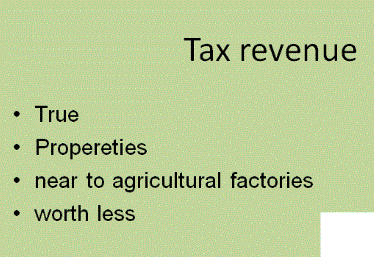 Tax revenue
• True
• Propereties
• near to agricultural factories
• worth less